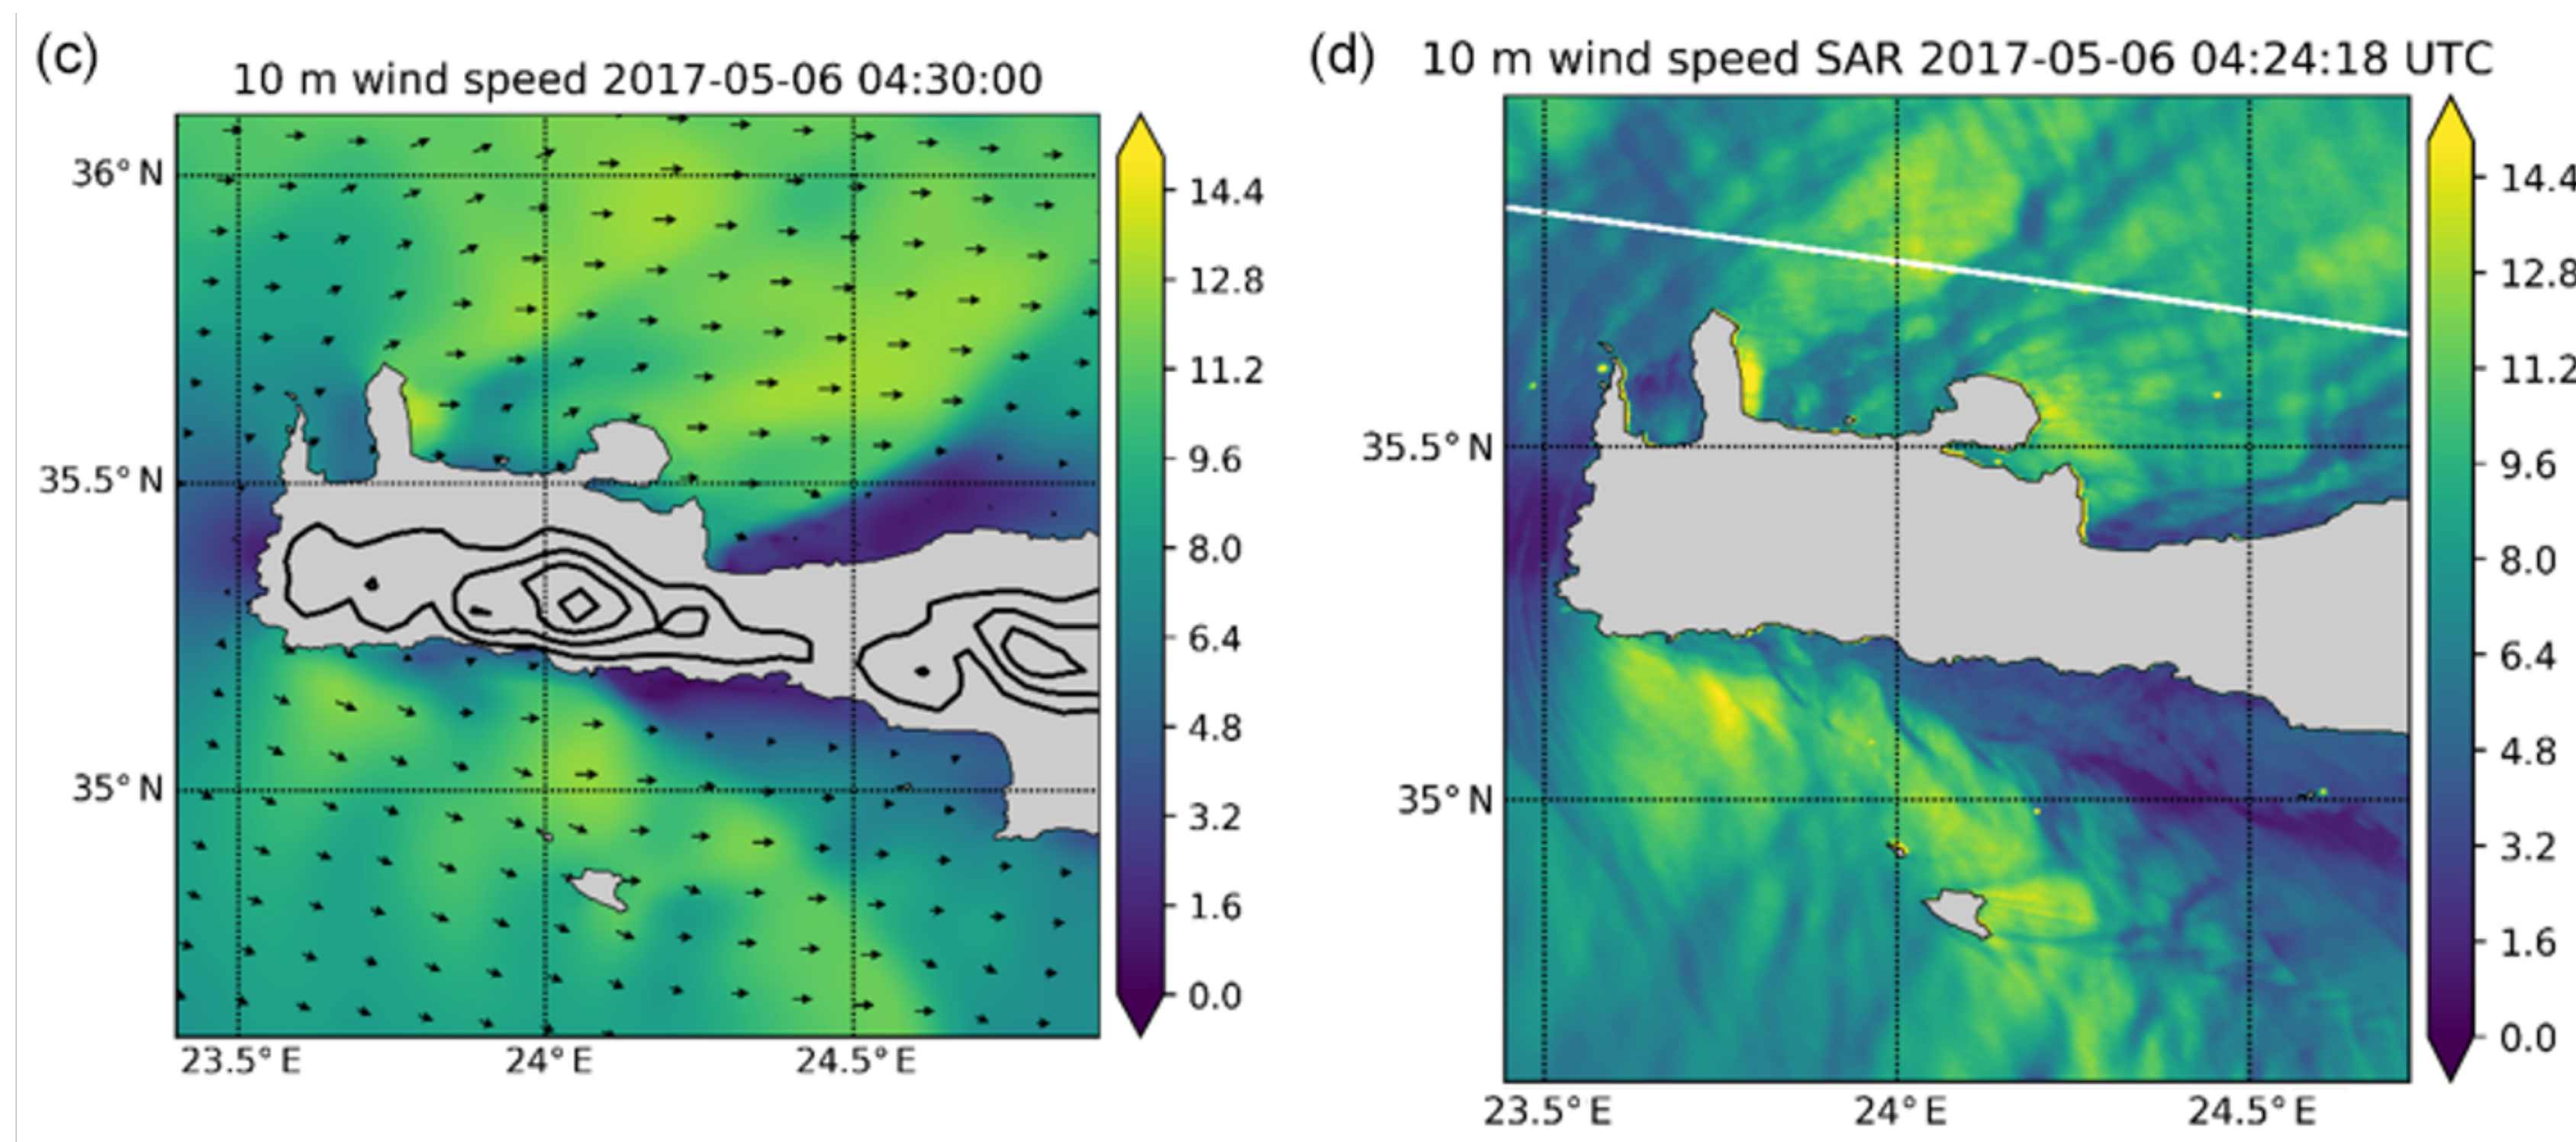 (c)
10 m wind speed 2017-05-06 04:30:00
36°N
35.5°N
35°N
23.5°E 24°E 24.5°E
14.4
12.8
11.2
9.6
8.0
6.4
4.8
3.2
1.6
0.0
(d)
10 m wind speed SAR 2017-05-06 04:24:18 UTC
35.5°N
35°N
23.5°E 24°E 24.5°E
14.4
12.8
11.2
9.6
8.0
6.4
4.8
3.2
1.6
0.0